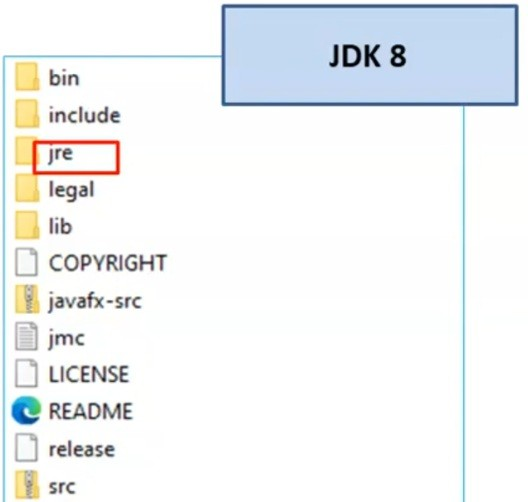 JDK 8
bin
include
jre
legal
lib
COPYRIGHT
javafx-src
jmc
LICENSE
README
release
src